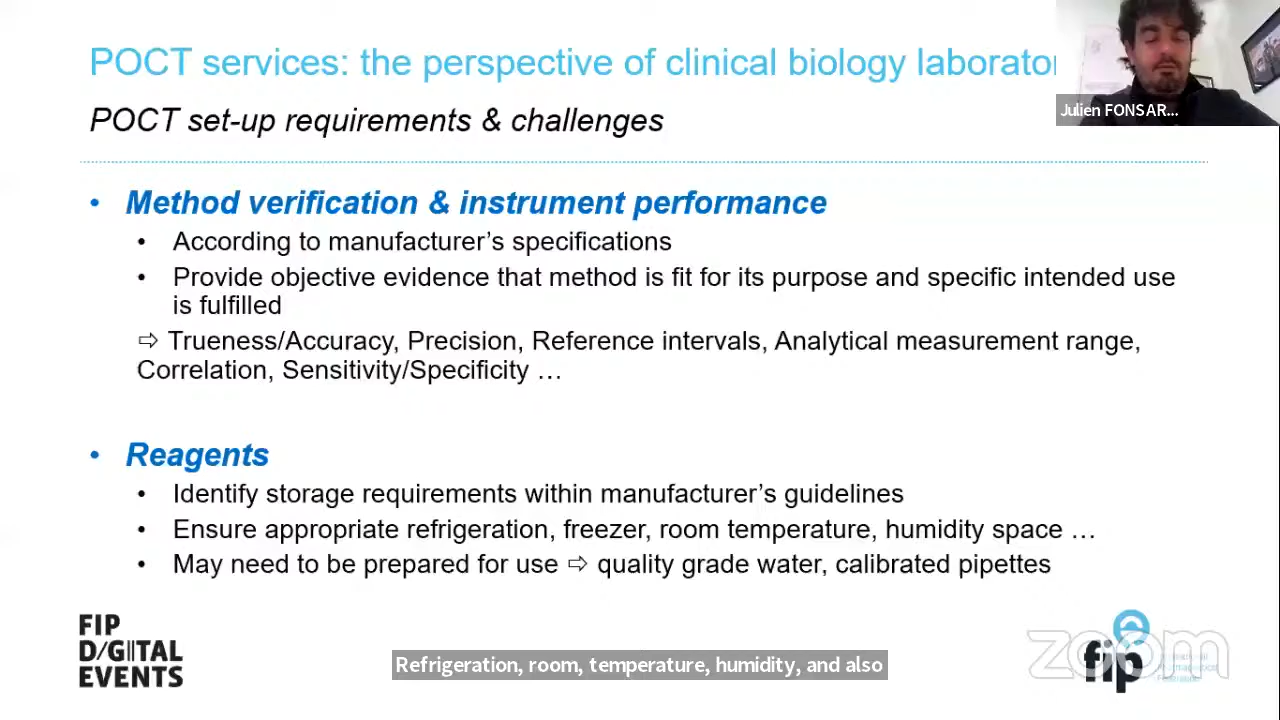 POCT services: the perspective of clinical biology
Julien FONSAR...
POCT set-up requirements & challenges
• Method verification & instrument performance
• According to manufacturer's specifications
• Provide objective evidence that method is fit for its purpose and specific intended use
is fulfilled
⇨ Trueness/Accuracy, Precision, Reference intervals, Analytical measurement range,
Correlation, Sensitivity/Specificity …
• Reagents
• Identify storage requirements within manufacturer's guidelines
• Ensure appropriate refrigeration, freezer, room temperature, humidity space …
• May need to be prepared for use ⇨ quality grade water, calibrated pipettes
FIP
D/G!TAL
EVENTS
Refrigeration, room, temperature, humidity, and also
zoom
fip